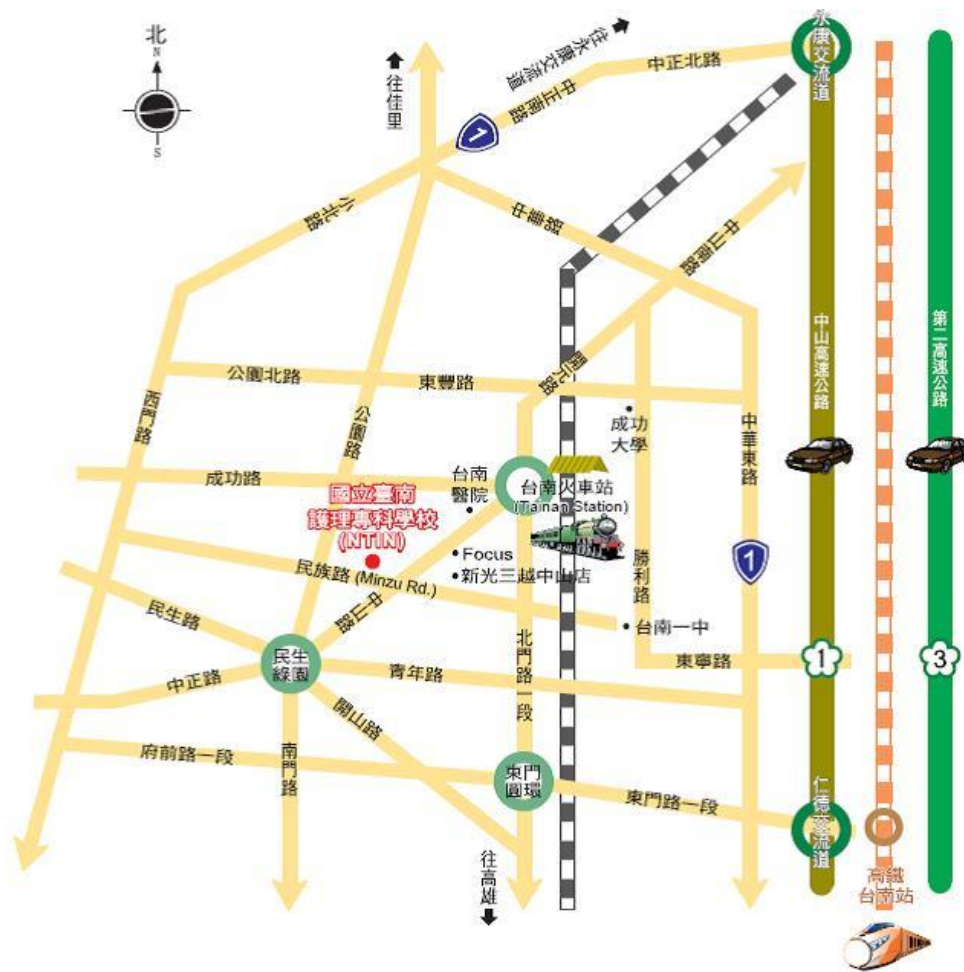 北
N
S
往佳里
往永康交流道
中正南路
1
中正北路
永康交流道
小北路
中華路
中山南路
開元路
中山高速公路
第二高速公路
公園北路
東豐路
西門路
公園路
成功大學
中華東路
成功路
台南
醫院
台南火車站
(Tainan Station)
國立臺南
護理專科學校
(NTIN)
Focus
新光三越中山店
民族路 (Minzu Rd.)
勝利路
1
民生路
中山路
台南一中
民生
綠園
北門路一段
東寧路
1
3
中正路
青年路
開山路
南門路
府前路一段
東門
圓環
東門路一段
仁德交流道
往高雄
高鐵
台南站